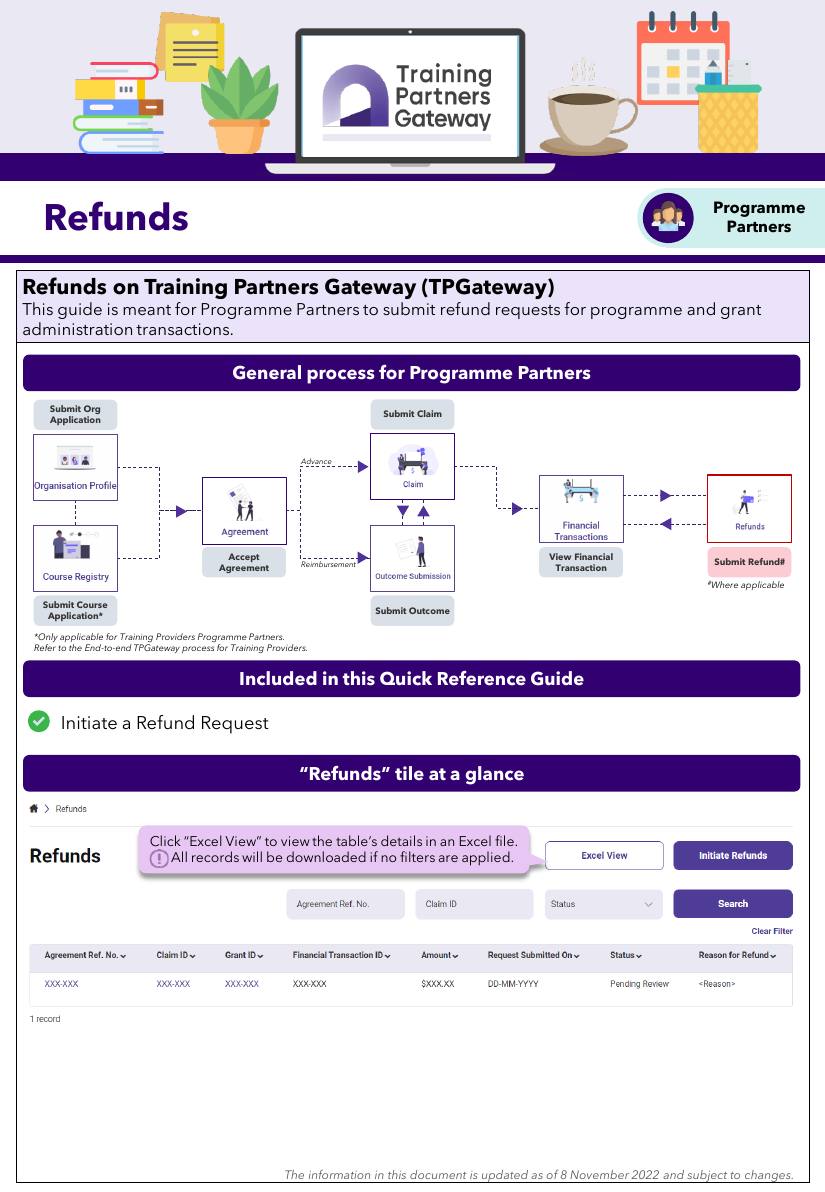 Training
Partners
Gateway
Refunds
Programme
Partners
Refunds on Training Partners Gateway (TPGateway)
This guide is meant for Programme Partners to submit refund requests for programme and grant
administration transactions.
General process for Programme Partners
Submit Org
Application
Organisation Profile
Course Registry
Submit Course
Application*
Agreement
Accept
Agreement
Advance
Reimbursement
Submit Claim
Claim
Outcome Submission
Submit Outcome
Financial
Transactions
View Financial
Transaction
Refunds
Submit Refund#
#Where applicable
*Only applicable for Training Providers Programme Partners.
Refer to the End-to-end TPGateway process for Training Providers.
Included in this Quick Reference Guide
Initiate a Refund Request
“Refunds” tile at a glance
Refunds
Click “Excel View” to view the table’s details in an Excel file.
All records will be downloaded if no filters are applied.
Refunds
Excel View
Initiate Refunds
Agreement Ref. No.
Claim ID
Status
Search
Clear Filter
Agreement Ref. No. Claim ID Grant ID Financial Transaction ID Amount Request Submitted On Status Reason for Refund
XXX-XXX XXX-XXX XXX-XXX XXX-XXX $XXX.XX DD-MM-YYYY Pending Review <Reason>
1 record
The information in this document is updated as of 8 November 2022 and subject to changes.